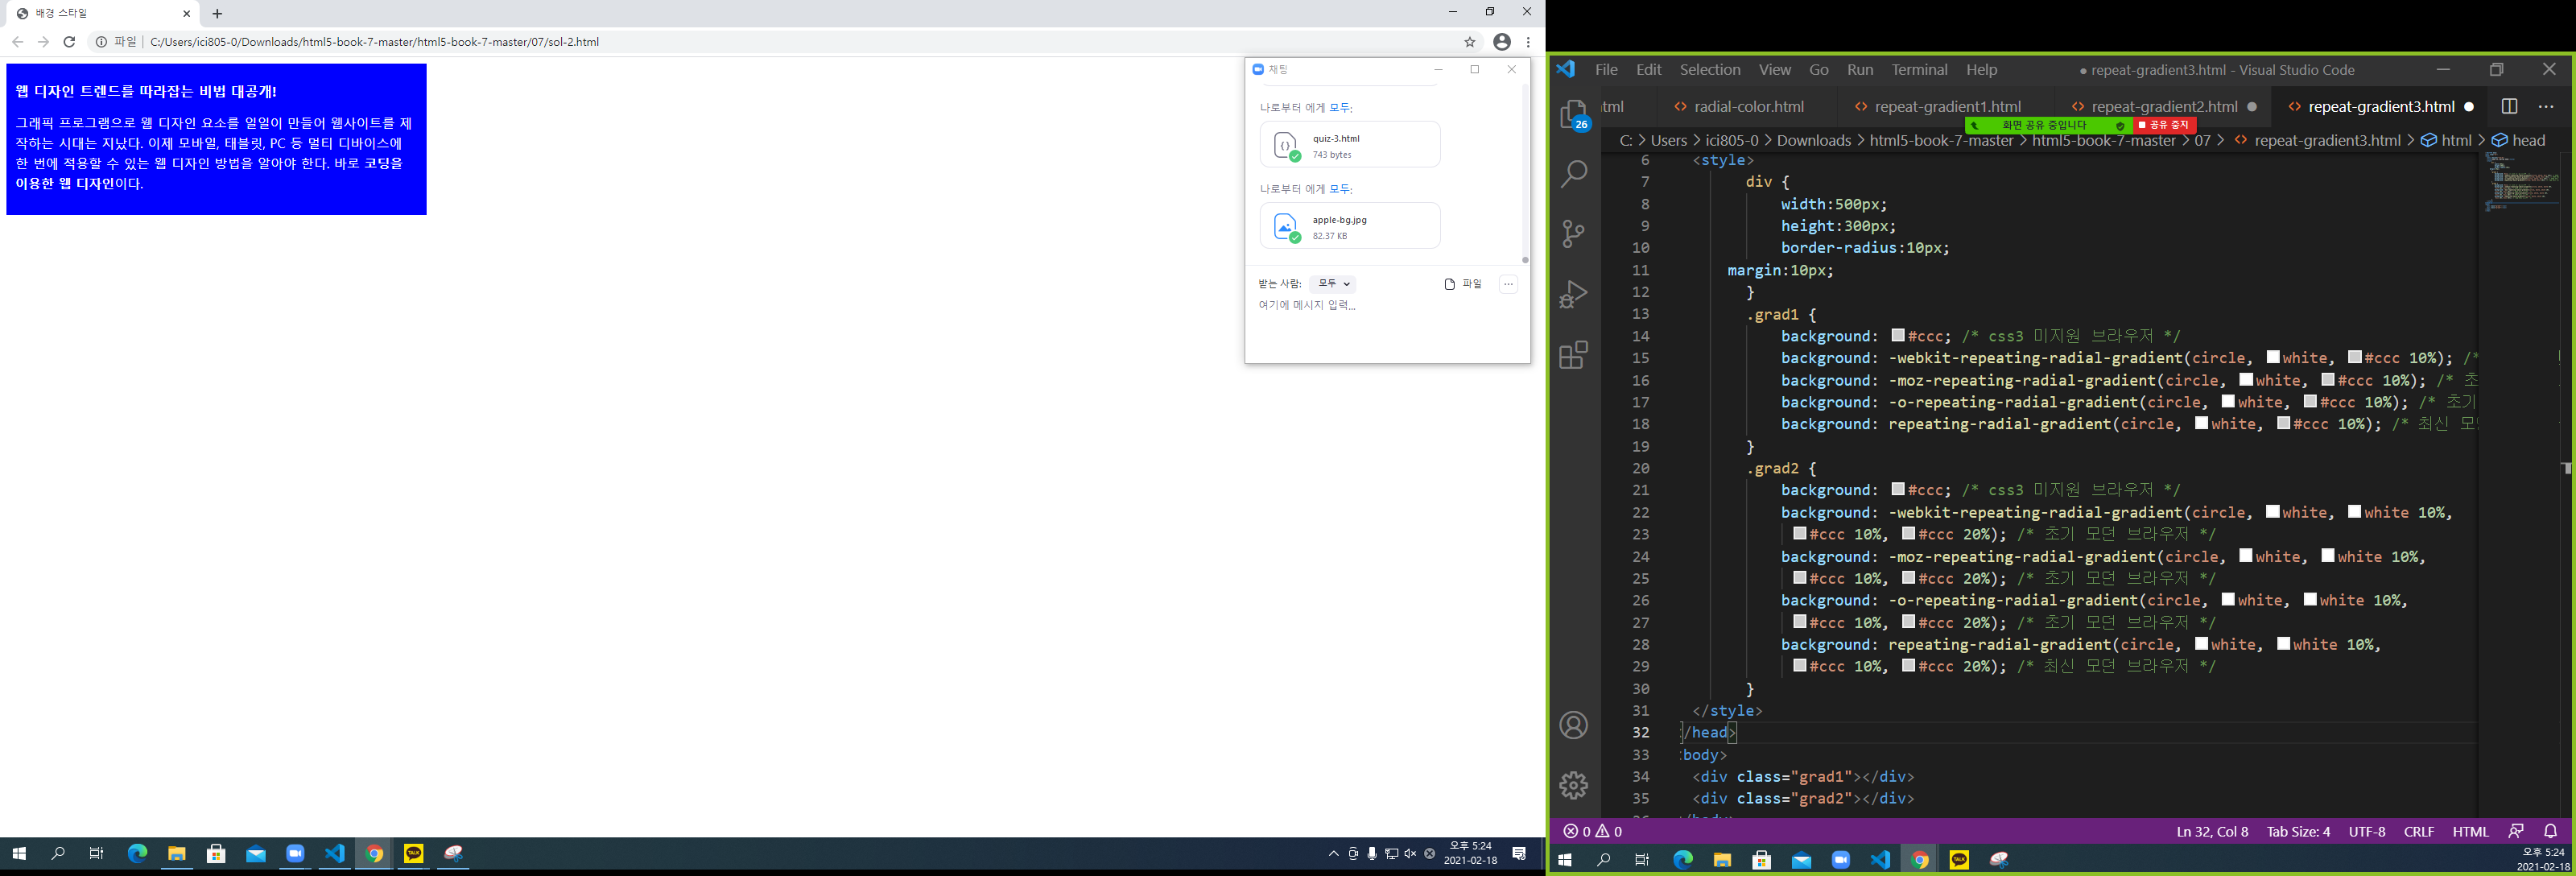 배경 스타일
파일 C:/Users/ici805-0/Downloads/html5-book-7-master/html5-book-7-master/07/sol-2.html
웹 디자인 트렌드를 따라잡는 비법 대공개!
그래픽 프로그램으로 웹 디자인 요소를 일일이 만들어 웹사이트를 제
작하는 시대는 지났다. 이제 모바일, 태블릿, PC 등 멀티 디바이스에
한 번에 적용할 수 있는 웹 디자인 방법을 알아야 한다. 바로 코딩을
이용한 웹 디자인이다.
채팅
나로부터 에게 모두:
quiz-3.html
743 bytes
나로부터 에게 모두:
apple-bg.jpg
82.37 KB
받는 사람: 모두 파일
여기에 메시지 입력...
오후 5:24
2021-02-18
File Edit Selection View Go Run Terminal Help ● repeat-gradient3.html - Visual Studio Code
tml radial-color.html repeat-gradient1.html repeat-gradient2.html repeat-gradient3.html
26
화면 공유 중입니다 공유 중지
C: > Users > ici805-0 > Downloads > html5-book-7-master > html5-book-7-master > 07 > repeat-gradient3.html > html > head
6 <style>
7 div {
8 width:500px;
9 height:300px;
10 border-radius:10px;
11 margin:10px;
12 }
13 .grad1 {
14 background: #ccc; /* css3 미지원 브라우저 */
15 background: -webkit-repeating-radial-gradient(circle, white, #ccc 10%); /*
16 background: -moz-repeating-radial-gradient(circle, white, #ccc 10%); /* 초
17 background: -o-repeating-radial-gradient(circle, white, #ccc 10%); /* 초기
18 background: repeating-radial-gradient(circle, white, #ccc 10%); /* 최신 모
19 }
20 .grad2 {
21 background: #ccc; /* css3 미지원 브라우저 */
22 background: -webkit-repeating-radial-gradient(circle, white, white 10%,
23 #ccc 10%, #ccc 20%); /* 초기 모던 브라우저 */
24 background: -moz-repeating-radial-gradient(circle, white, white 10%,
25 #ccc 10%, #ccc 20%); /* 초기 모던 브라우저 */
26 background: -o-repeating-radial-gradient(circle, white, white 10%,
27 #ccc 10%, #ccc 20%); /* 초기 모던 브라우저 */
28 background: repeating-radial-gradient(circle, white, white 10%,
29 #ccc 10%, #ccc 20%); /* 최신 모던 브라우저 */
30 }
31 </style>
32 /head>
33 body>
34 <div class="grad1"></div>
35 <div class="grad2"></div>
0 0 Ln 32, Col 8 Tab Size: 4 UTF-8 CRLF HTML
TALK
오후 5:24
2021-02-18